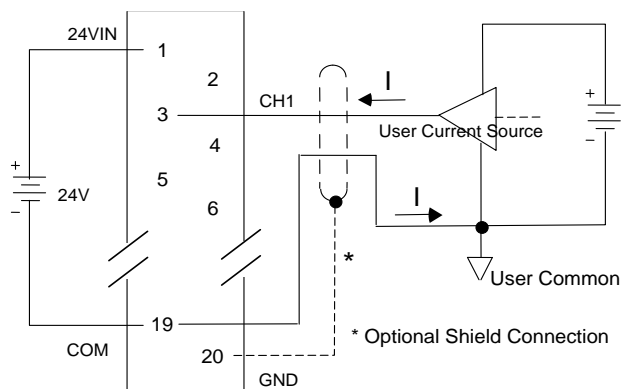 24VIN
1
2
CH1
I
+
3
4
User Current Source
−
5
+
24V
−
6
I
*
User Common
19
* Optional Shield Connection
COM
20
GND